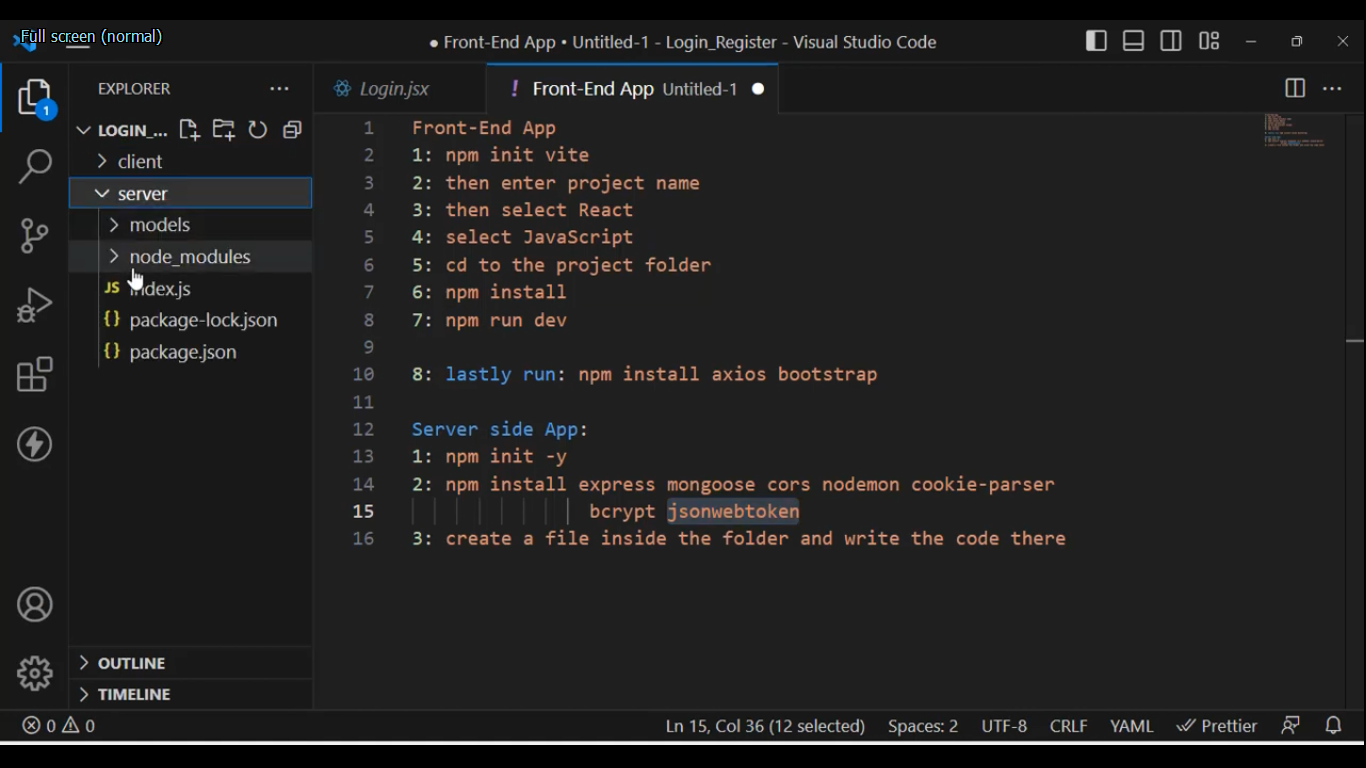 Full screen (normal)
● Front-End App • Untitled-1 - Login_Register - Visual Studio Code
EXPLORER
Login.jsx
! Front-End App Untitled-1
1
LOGIN_...
client
server
models
node_modules
JS index.js
{} package-lock.json
{} package.json
OUTLINE
TIMELINE
1 Front-End App
2 1: npm init vite
3 2: then enter project name
4 3: then select React
5 4: select JavaScript
6 5: cd to the project folder
7 6: npm install
8 7: npm run dev
9
10 8: lastly run: npm install axios bootstrap
11
12 Server side App:
13 1: npm init -y
14 2: npm install express mongoose cors nodemon cookie-parser
15 bcrypt jsonwebtoken
16 3: create a file inside the folder and write the code there
0 0
Ln 15, Col 36 (12 selected) Spaces: 2 UTF-8 CRLF YAML Prettier